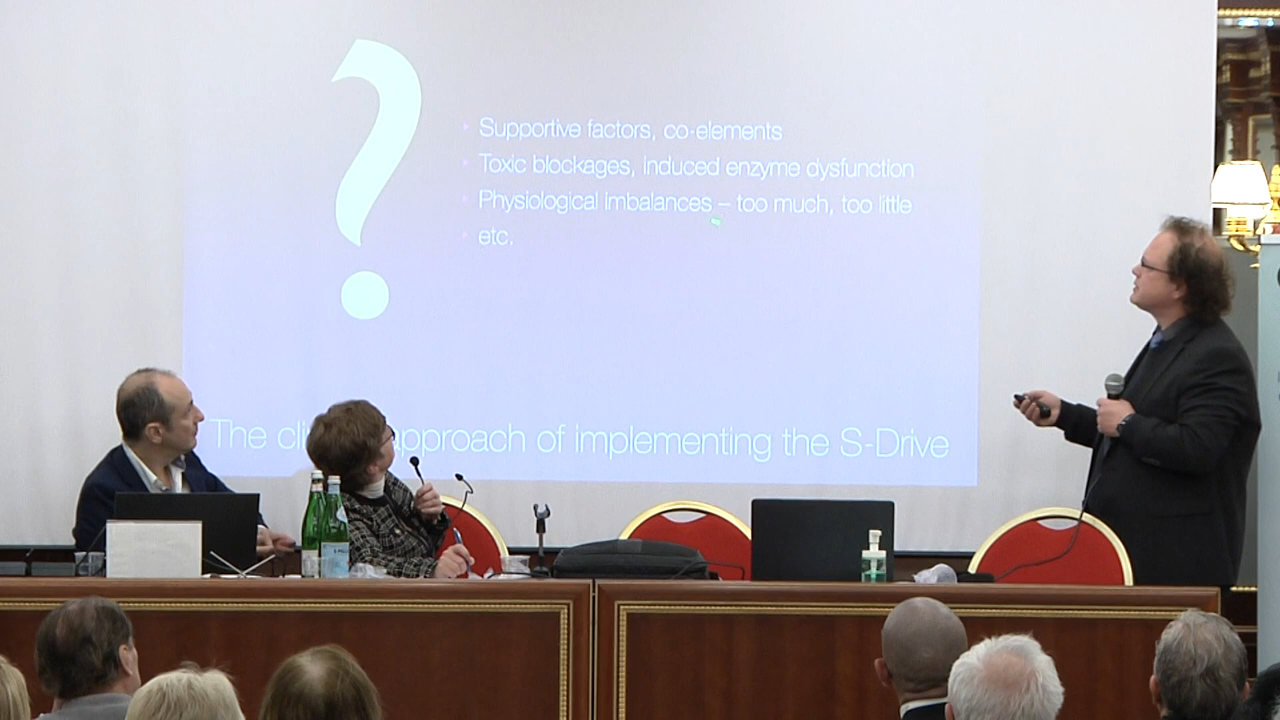 ?
Supportive factors, co-elements
Toxic blockages, induced enzyme dysfunction
Physiological imbalances – too much, too little
etc.
The cli approach of implementing the S-Drive